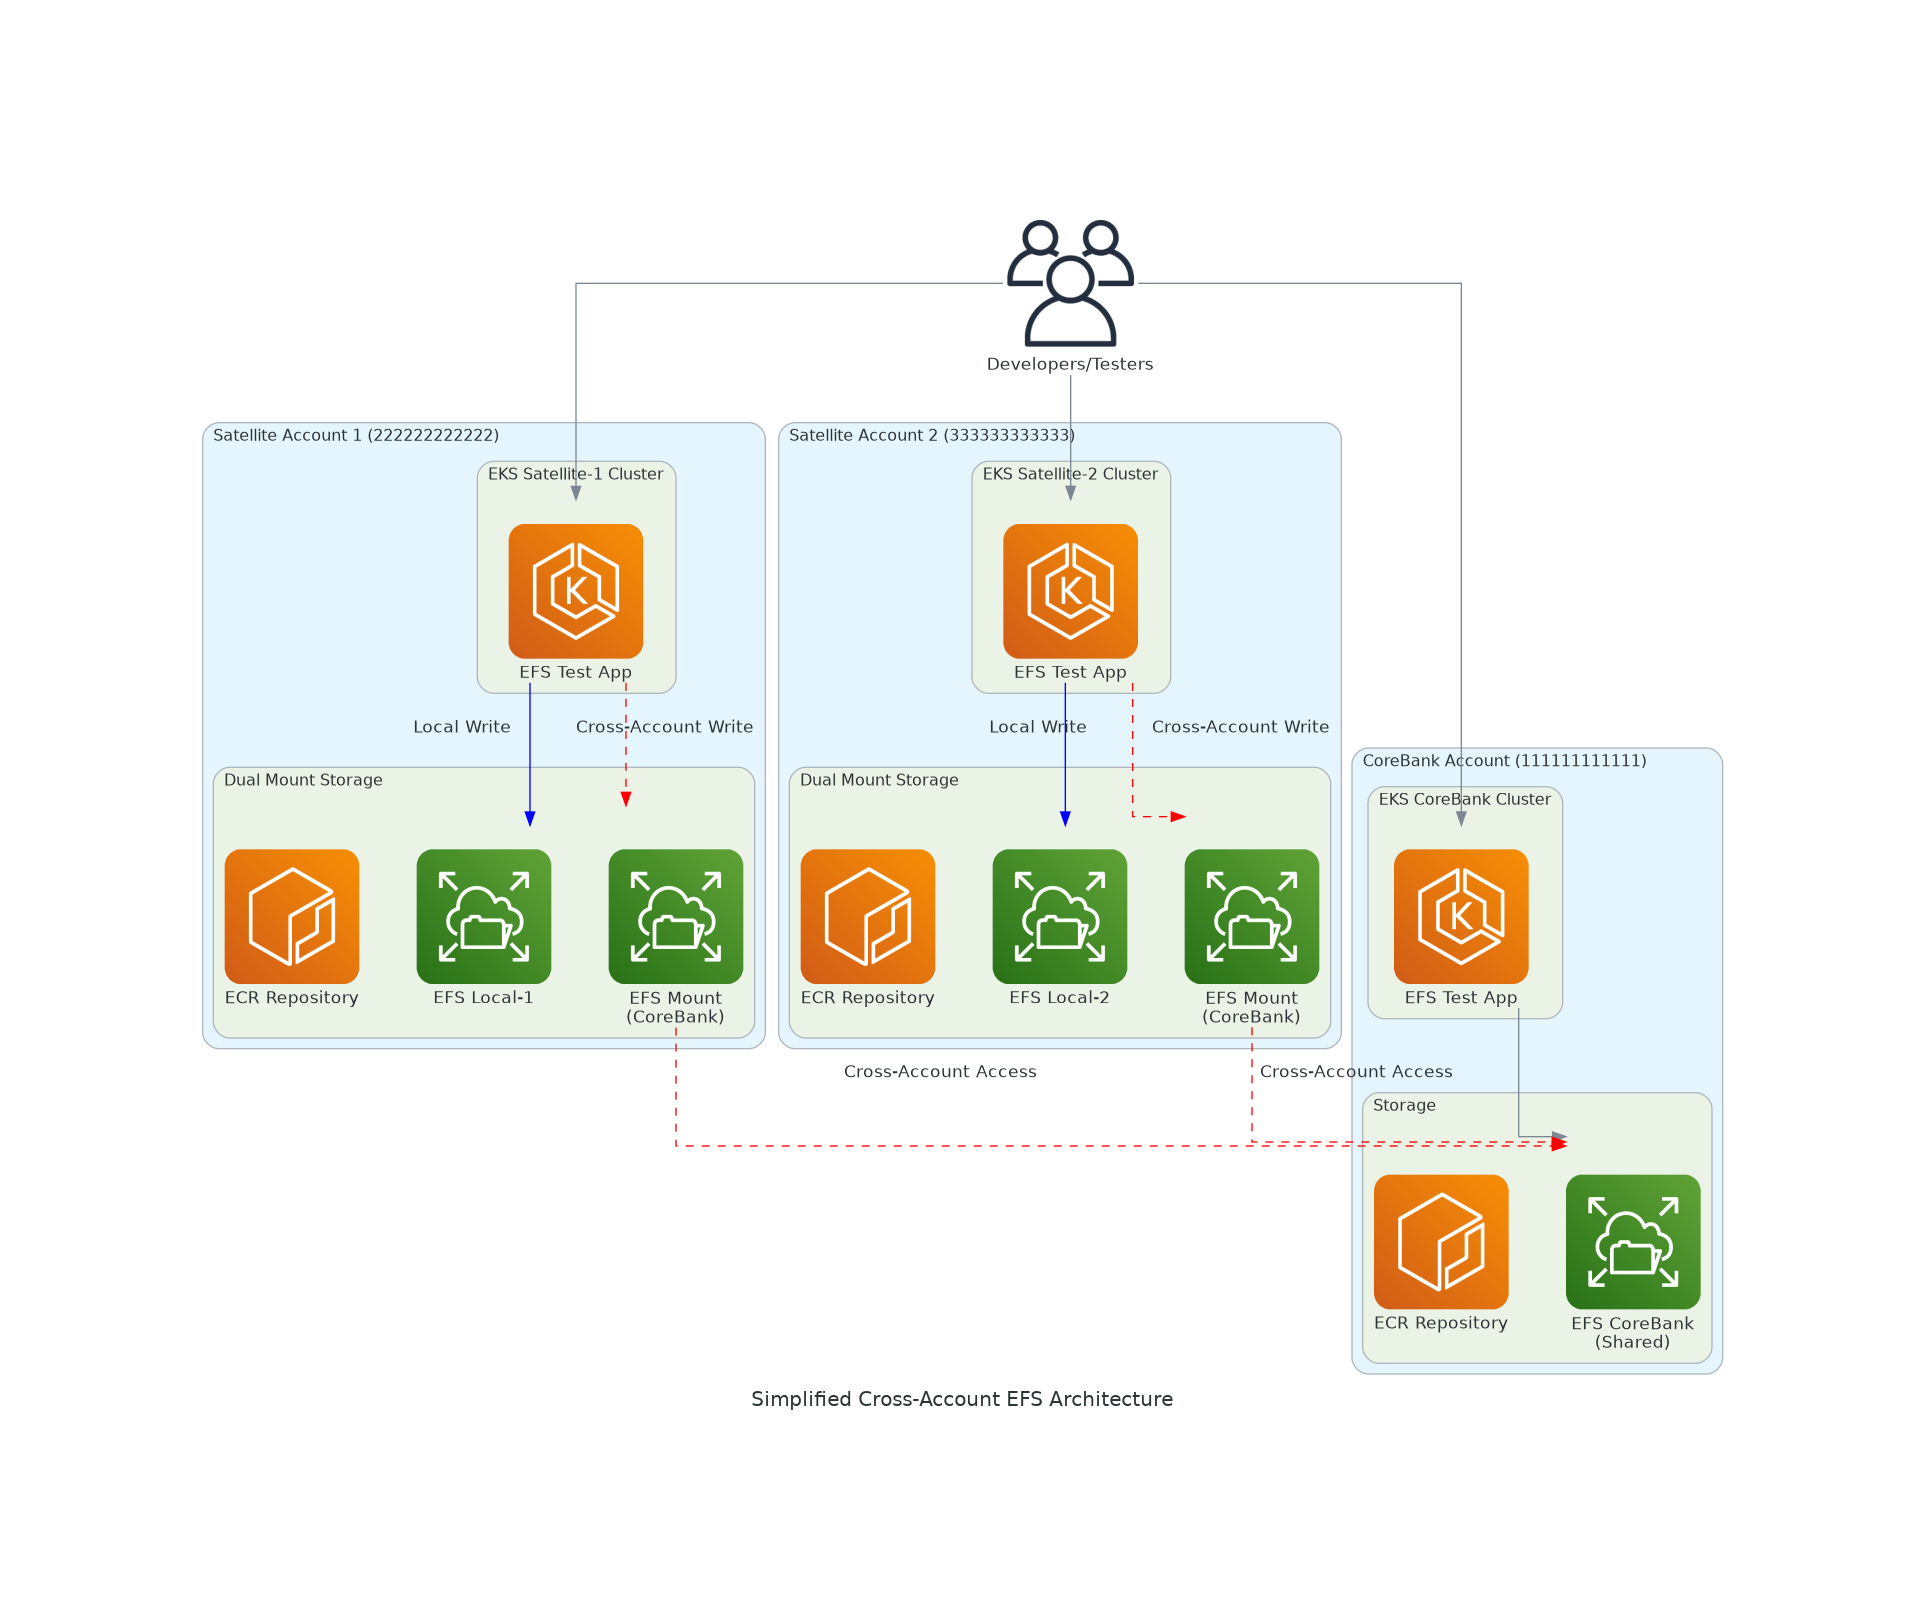 Developers/Testers
Satellite Account 1 (222222222222)
EKS Satellite-1 Cluster
K
EFS Test App
Local Write
Cross-Account Write
Dual Mount Storage
ECR Repository
EFS Local-1
EFS Mount
(CoreBank)
Satellite Account 2 (333333333333)
EKS Satellite-2 Cluster
K
EFS Test App
Local Write
Cross-Account Write
Dual Mount Storage
ECR Repository
EFS Local-2
EFS Mount
(CoreBank)
CoreBank Account (111111111111)
EKS CoreBank Cluster
K
EFS Test App
Cross-Account Access
Cross-Account Access
Storage
ECR Repository
EFS CoreBank
(Shared)
Simplified Cross-Account EFS Architecture